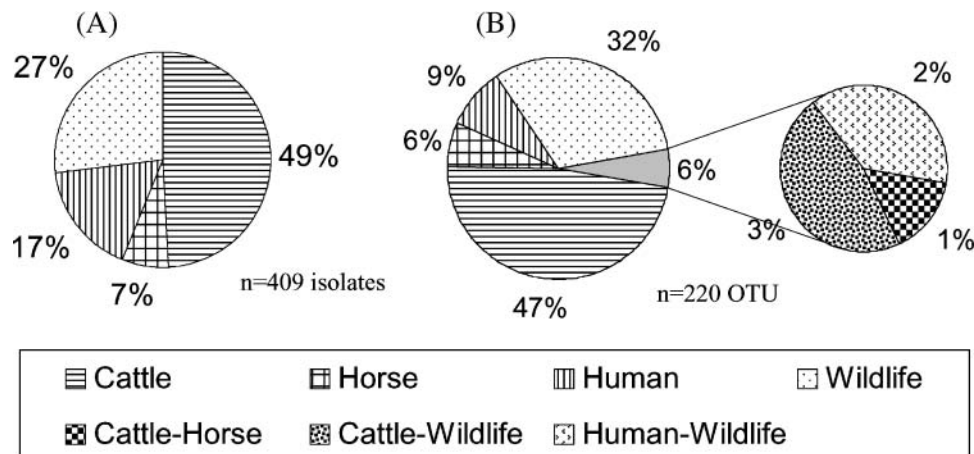 (A)
27%
49%
17%
7%
n=409 isolates
(B)
32%
9%
6%
6%
47%
n=220 OTU
2%
3%
1%
Cattle Horse Human Wildlife
Cattle-Horse Cattle-Wildlife Human-Wildlife